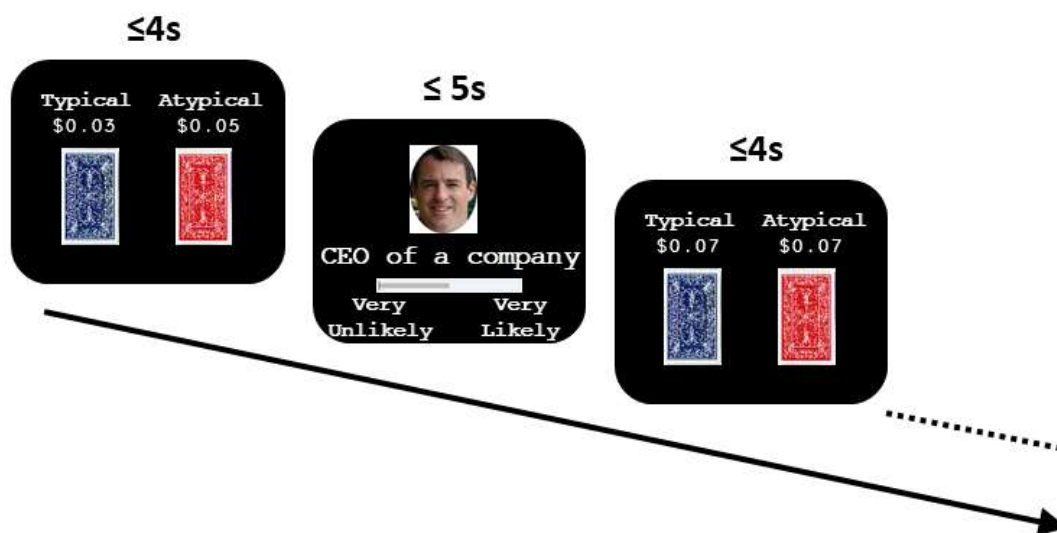 ≤4s
Typical Atypical
$0.03 $0.05
≤ 5s
CEO of a company
Very Very
Unlikely Likely
≤4s
Typical Atypical
$0.07 $0.07